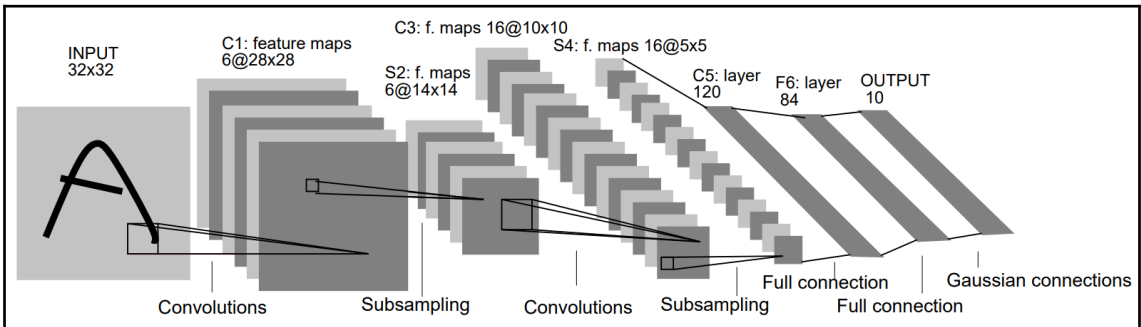 INPUT
32x32
C1: feature maps
6@28x28
S2: f. maps
6@14x14
C3: f. maps 16@10x10
S4: f. maps 16@5x5
C5: layer
120
F6: layer
84
OUTPUT
10
Convolutions
Subsampling
Convolutions
Subsampling
Full connection
Full connection
Gaussian connections